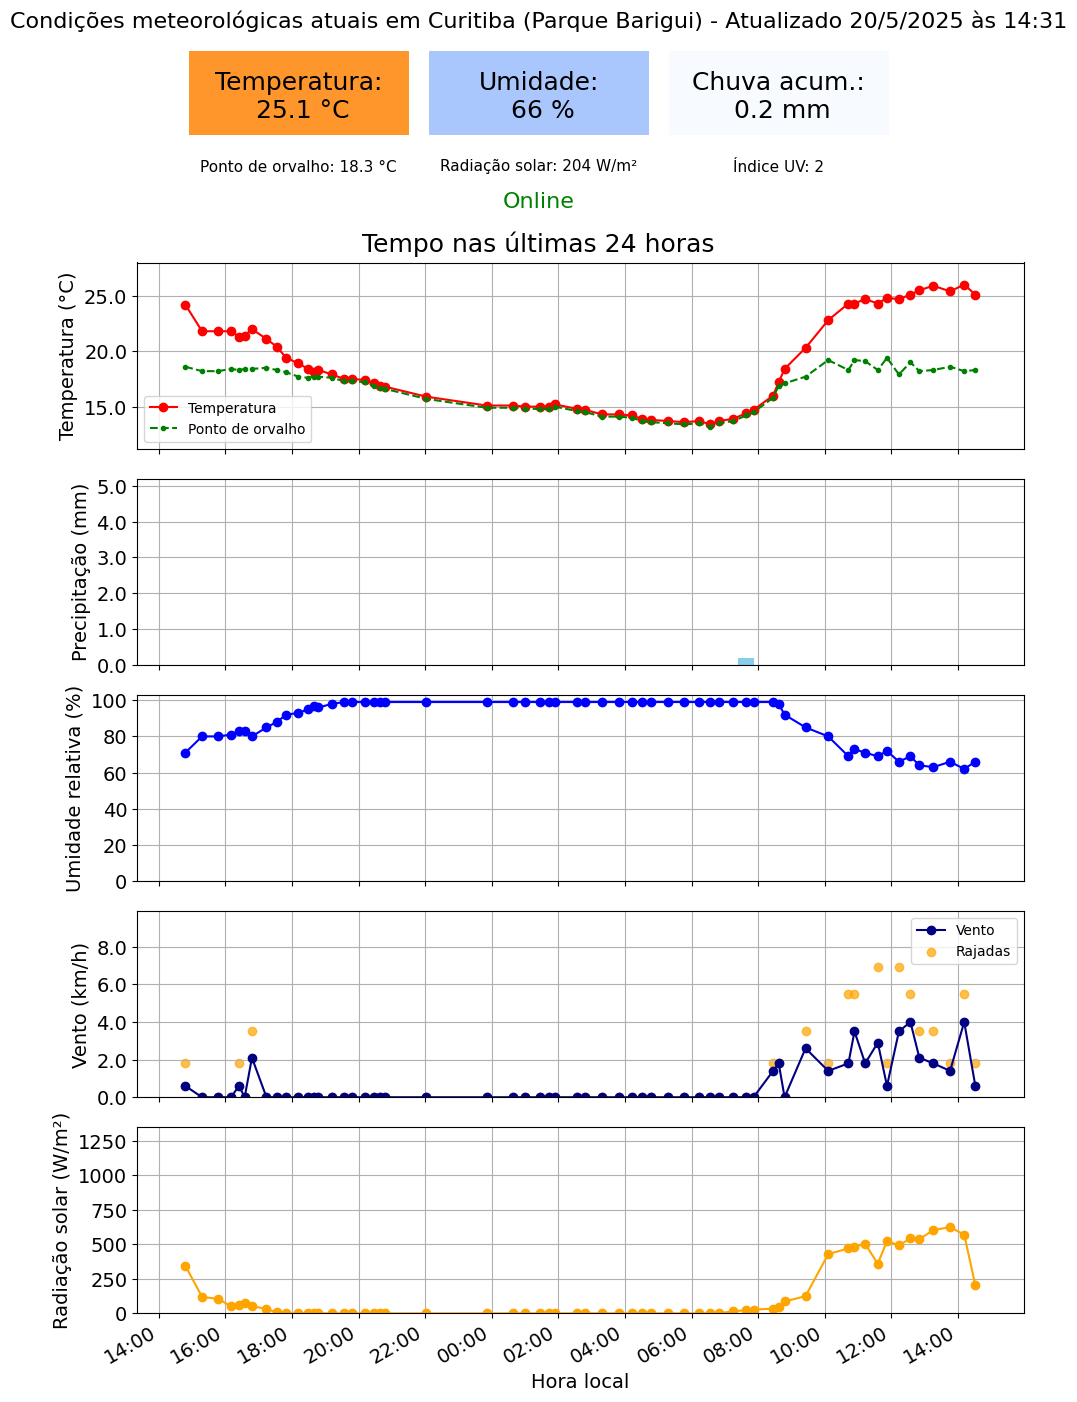 Condições meteorológicas atuais em Curitiba (Parque Barigui) - Atualizado 20/5/2025 às 14:31
Temperatura:
25.1 °C
Umidade:
66 %
Chuva acum.:
0.2 mm
Ponto de orvalho: 18.3 °C
Radiação solar: 204 W/m²
Índice UV: 2
Online
Tempo nas últimas 24 horas
Temperatura (°C)
25.0
20.0
15.0
Temperatura
Ponto de orvalho
Precipitação (mm)
5.0
4.0
3.0
2.0
1.0
0.0
Umidade relativa (%)
100
80
60
40
20
0
Vento (km/h)
8.0
6.0
4.0
2.0
0.0
Vento
Rajadas
Radiação solar (W/m²)
1250
1000
750
500
250
0
14:00
16:00
18:00
20:00
22:00
00:00
02:00
04:00
06:00
08:00
10:00
12:00
14:00
Hora local